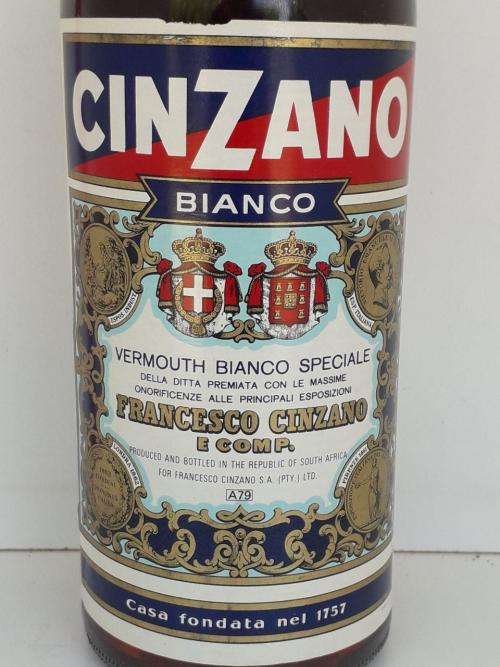 CINZANO
BIANCO
VERMOUTH BIANCO SPECIALE
DELLA DITTA PREMIATA CON LE MASSIME
ONORIFICENZE ALLE PRINCIPALI ESPOSIZIONI
FRANCESCO CINZANO
E COMP.
PRODUCED AND BOTTLED IN THE REPUBLIC OF SOUTH AFRICA
FOR FRANCESCO CINZANO S.A. (PTY.) LTD.
A79
Casa fondata nel 1757